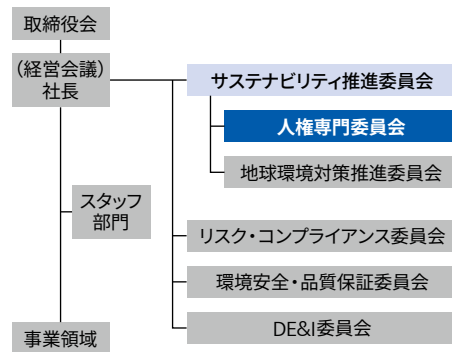 取締役会
(経営会議)
社長
サステナビリティ推進委員会
人権専門委員会
地球環境対策推進委員会
スタッフ
部門
リスク・コンプライアンス委員会
環境安全・品質保証委員会
DE&I委員会
事業領域